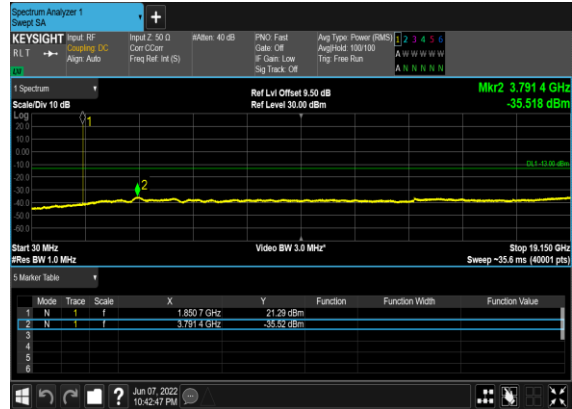 Spectrum Analyzer 1
Swept SA
+
KEYSIGHT Input: RF Input Z: 50 Ω #Atten: 40 dB PNO: Fast Avg Type: Power (RMS) 1 2 3 4 5 6
RLT Coupling: DC Corr CCorr Gate: Off Avg|Hold: 100/100 A W W W W W
Align: Auto Freq Ref: Int (S) IF Gain: Low Trig: Free Run
Sig Track: Off A N N N N N
1 Spectrum Ref Lvl Offset 9.50 dB Mkr2 3.791 4 GHz
Scale/Div 10 dB Ref Level 30.00 dBm -35.518 dBm
Log
20.0
10.0
0.00
-10.0
-20.0
-30.0
-40.0
-50.0
-60.0
1
2
DL1 -13.00 dBm
Start 30 MHz Video BW 3.0 MHz* Stop 19.150 GHz
#Res BW 1.0 MHz Sweep ~35.6 ms (40001 pts)
5 Marker Table
Mode Trace Scale X Y Function Function Width Function Value
1 N 1 f 1.850 7 GHz 21.29 dBm
2 N 1 f 3.791 4 GHz -35.52 dBm
3
4
5
6
? Jun 07, 2022
10:42:47 PM